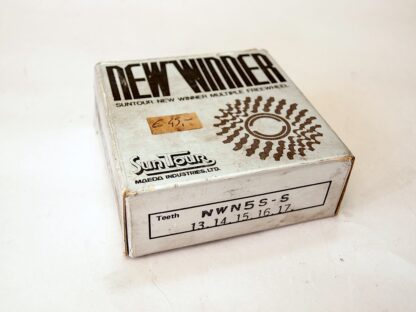 NEW WINNER
SUNTOUR NEW WINNER MULTIPLE FREEWHEEL
SunTour
MAEDA INDUSTRIES, LTD.
Teeth
NWN5S-S
13.14.15.16.17.